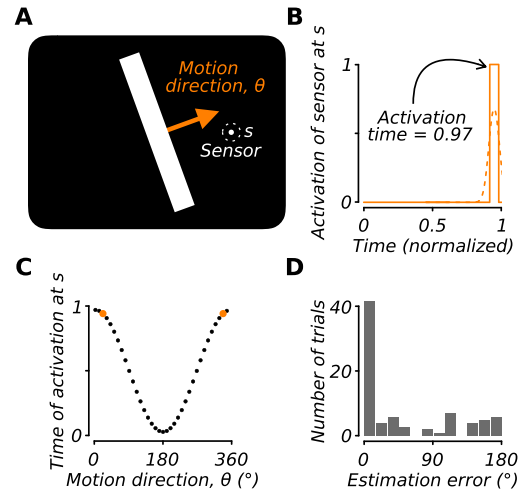 A
Motion
direction, θ
s
Sensor
B
Activation of sensor at s
1
0
Activation
time = 0.97
0 0.5 1
Time (normalized)
C
Time of activation at s
1
0
0 180 360
Motion direction, θ (°)
D
Number of trials
40
20
0
0 90 180
Estimation error (°)